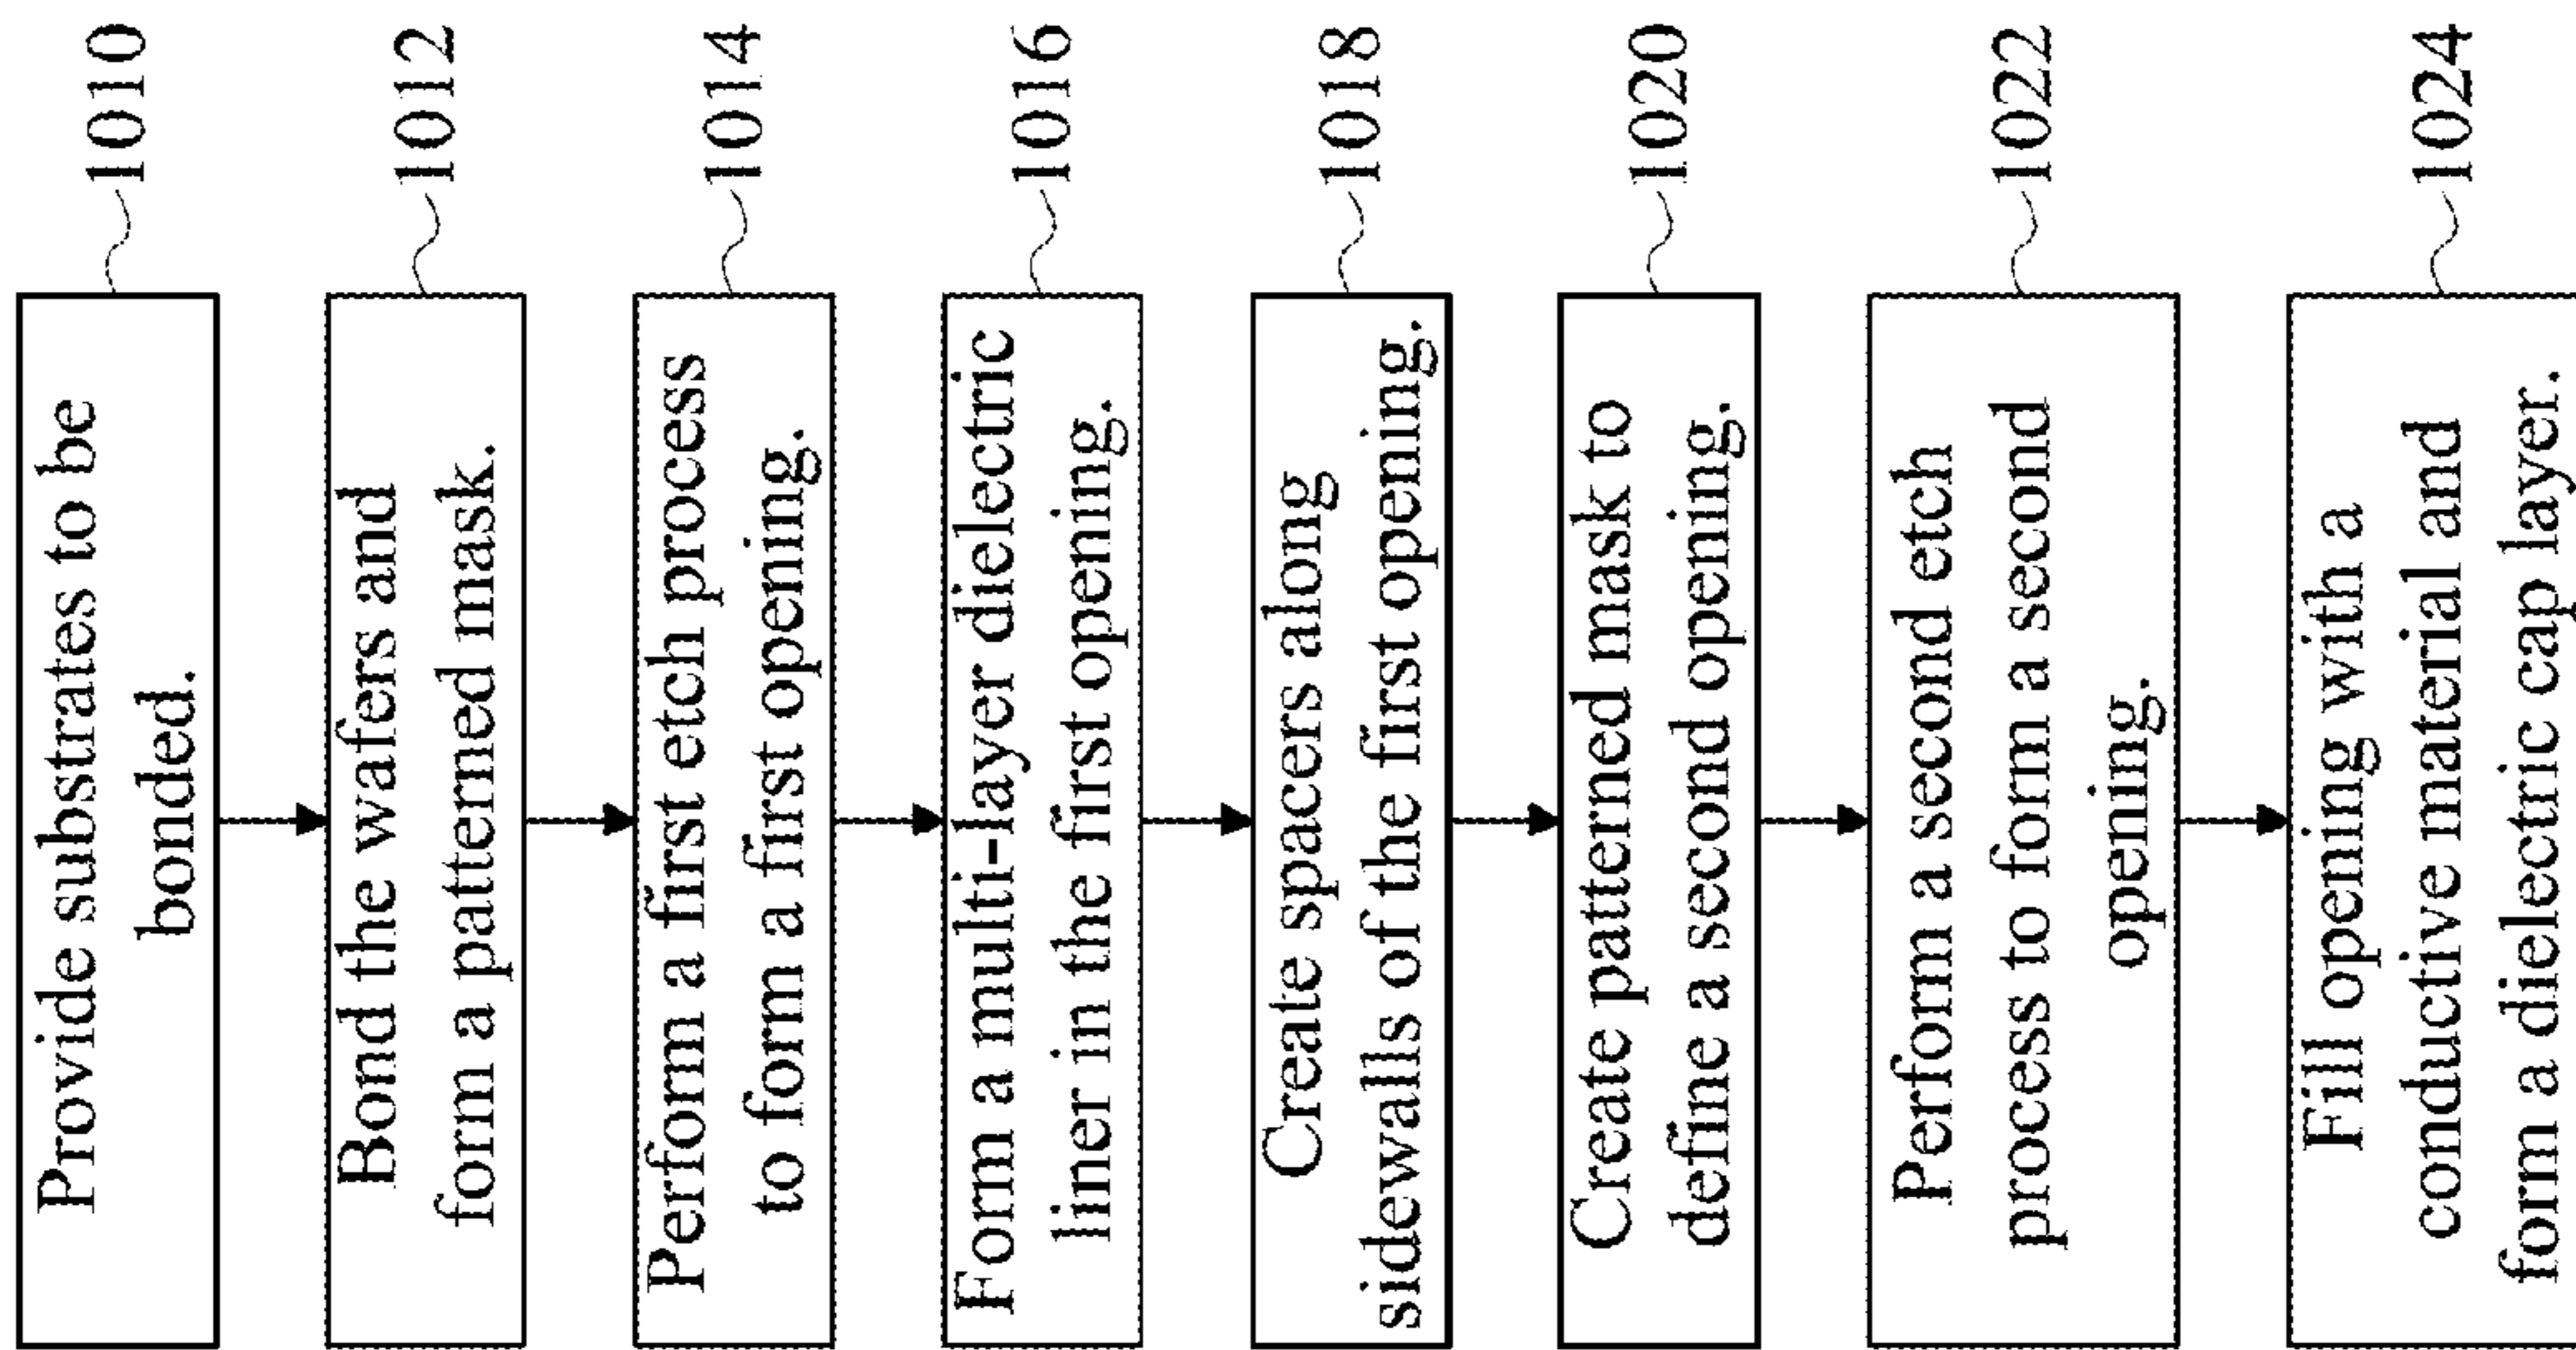 Provide substrates to be
bonded.
1010
Bond the wafers and
form a patterned mask.
1012
Perform a first etch process
to form a first opening.
1014
Form a multi-layer dielectric
liner in the first opening.
1016
Create spacers along
sidewalls of the first opening.
1018
Create patterned mask to
define a second opening.
1020
Perform a second etch
process to form a second
opening.
1022
Fill opening with a
conductive material and
form a dielectric cap layer.
1024